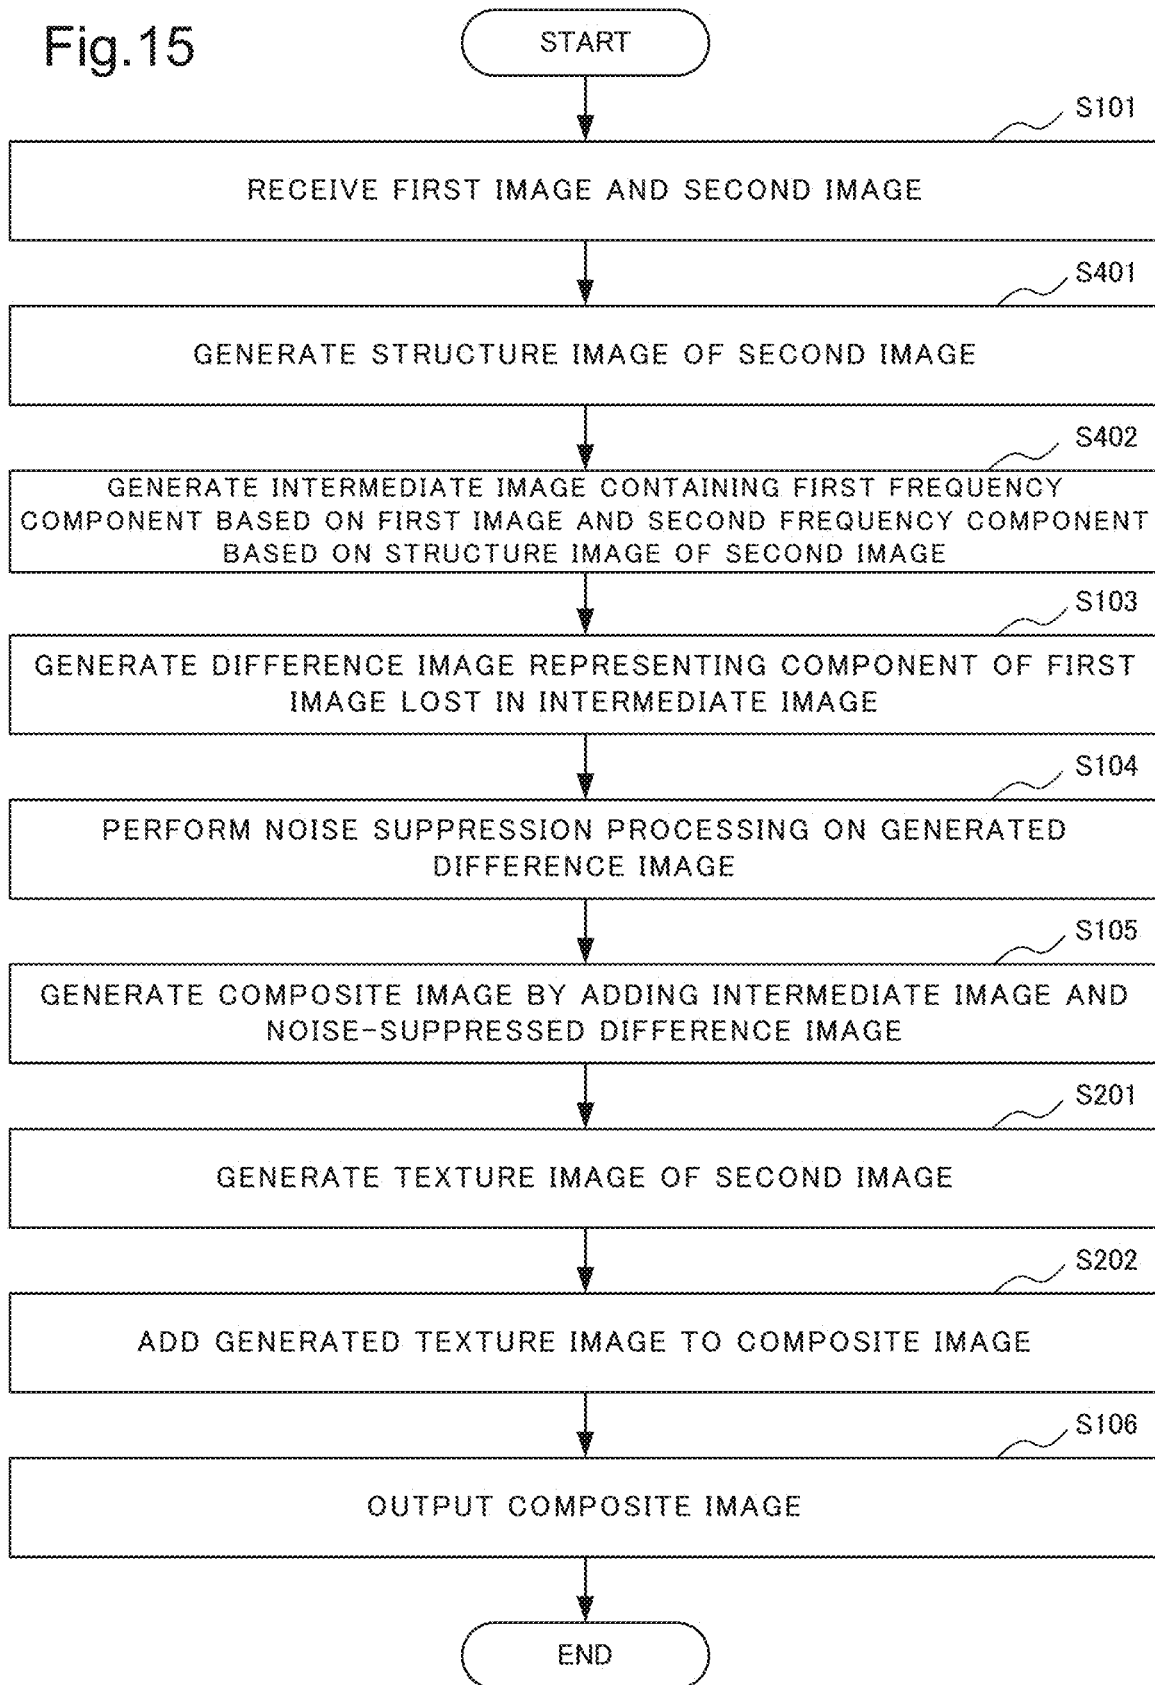 Fig.15
START
S101
RECEIVE FIRST IMAGE AND SECOND IMAGE
S401
GENERATE STRUCTURE IMAGE OF SECOND IMAGE
S402
GENERATE INTERMEDIATE IMAGE CONTAINING FIRST FREQUENCY
COMPONENT BASED ON FIRST IMAGE AND SECOND FREQUENCY COMPONENT
BASED ON STRUCTURE IMAGE OF SECOND IMAGE
S103
GENERATE DIFFERENCE IMAGE REPRESENTING COMPONENT OF FIRST
IMAGE LOST IN INTERMEDIATE IMAGE
S104
PERFORM NOISE SUPPRESSION PROCESSING ON GENERATED
DIFFERENCE IMAGE
S105
GENERATE COMPOSITE IMAGE BY ADDING INTERMEDIATE IMAGE AND
NOISE-SUPPRESSED DIFFERENCE IMAGE
S201
GENERATE TEXTURE IMAGE OF SECOND IMAGE
S202
ADD GENERATED TEXTURE IMAGE TO COMPOSITE IMAGE
S106
OUTPUT COMPOSITE IMAGE
END